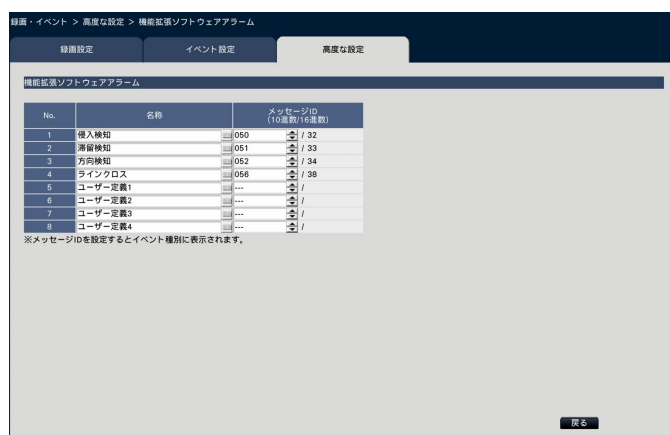 録画・イベント > 高度な設定 > 機能拡張ソフトウェアアラーム
録画設定 イベント設定 高度な設定
機能拡張ソフトウェアアラーム
No. 名称 メッセージID
(10進数/16進数)
1 侵入検知 050 / 32
2 滞留検知 051 / 33
3 方向検知 052 / 34
4 ラインクロス 056 / 38
5 ユーザー定義1 --- /
6 ユーザー定義2 --- /
7 ユーザー定義3 --- /
8 ユーザー定義4 --- /
※メッセージIDを設定するとイベント種別に表示されます。
戻る